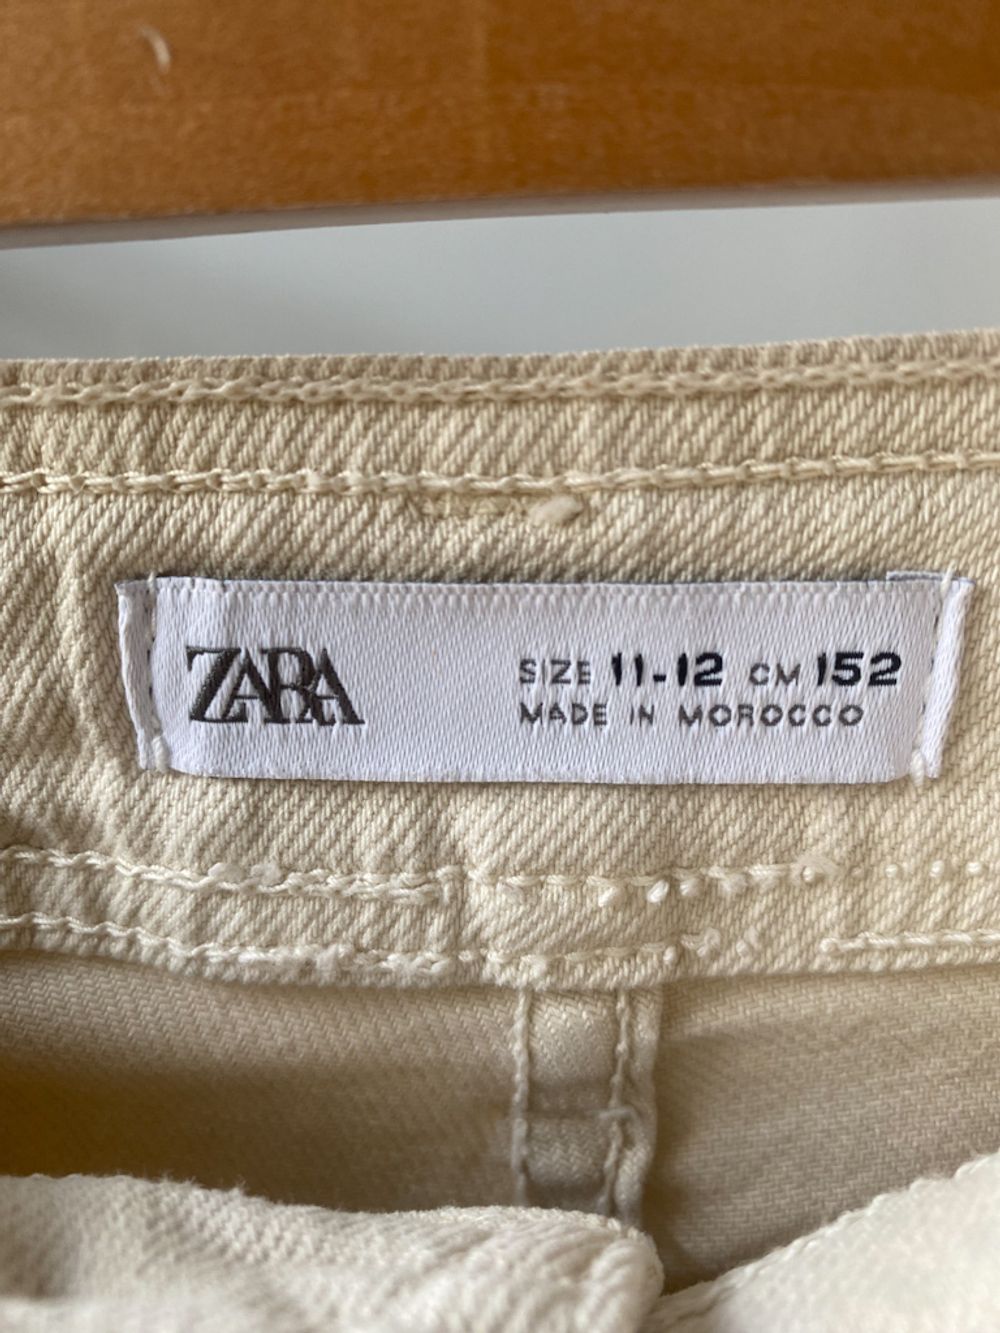 ZARA
SIZE 11-12 CM 152
MADE IN MOROCCO